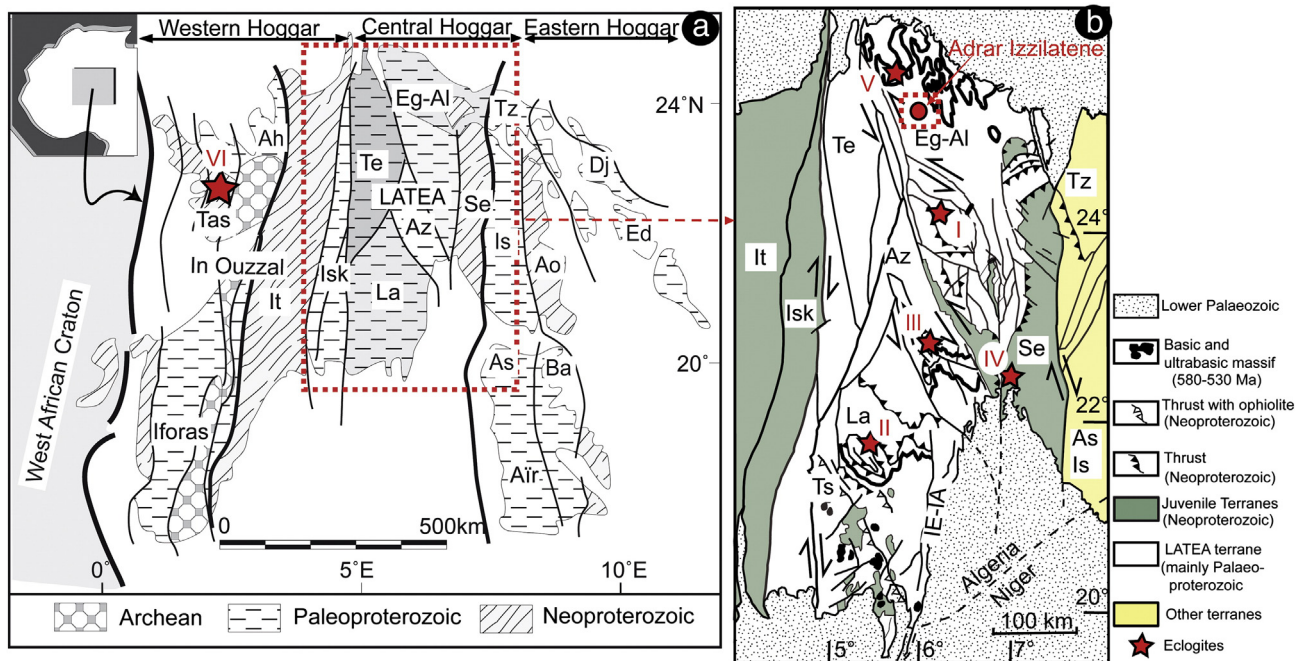 Western Hoggar
Central Hoggar
Eastern Hoggar
a
24°N
Eg-Al
Tz
Ah
VI
Te
Dj
LATEA
Tas
Se
Az
Ed
Is
In Ouzzal
Ao
Isk
It
La
West African Craton
20°
As
Ba
Iforas
Aïr
0
500km
0°
5°E
10°E
Archean
Paleoproterozoic
Neoproterozoic
b
Adrar Izzilatene
V
Eg-Al
Te
Tz
24°
I
It
Az
Isk
III
IV
Se
22°
La
II
As
Is
Ts
IE-IA
Algeria
Niger
20°
100 km
5°
6°
7°
Lower Palaeozoic
Basic and
ultrabasic massif
(580-530 Ma)
Thrust with ophiolite
(Neoproterozoic)
Thrust
(Neoproterozoic)
Juvenile Terranes
(Neoproterozoic)
LATEA terrane
(mainly Palaeo-
proterozoic
Other terranes
Eclogites